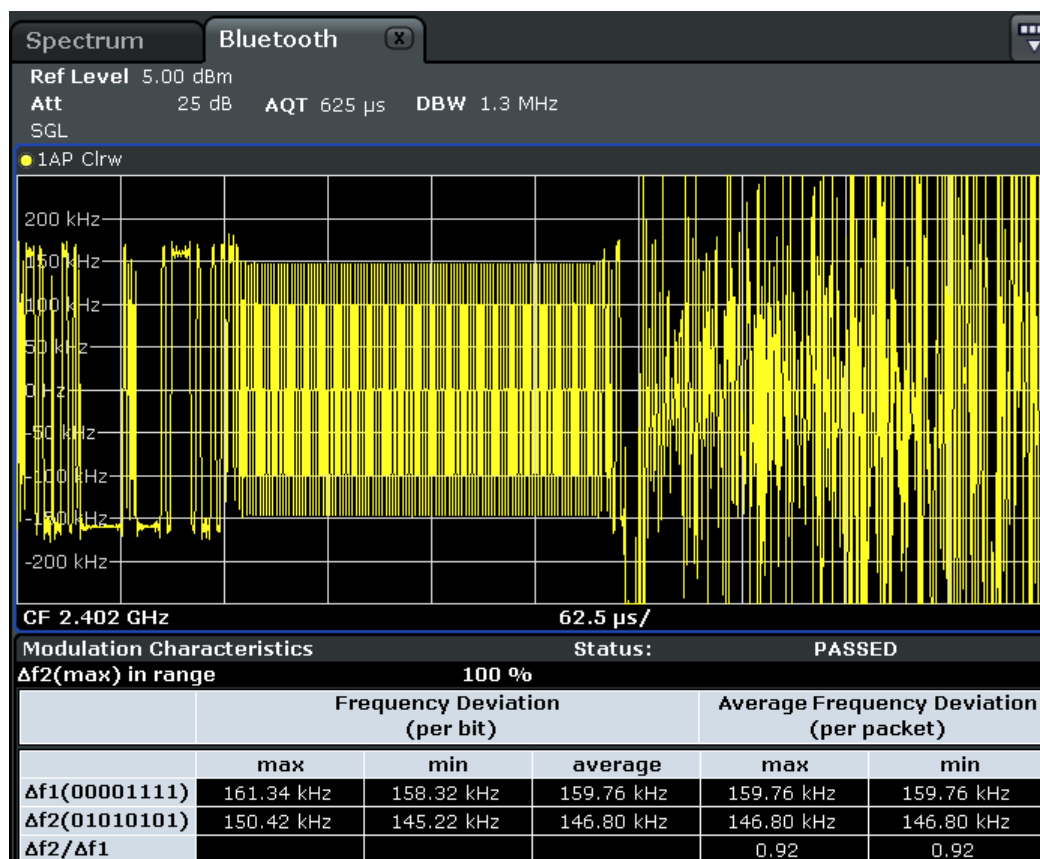 Spectrum Bluetooth X
Ref Level 5.00 dBm
Att 25 dB AQT 625 µs DBW 1.3 MHz
SGL
1AP Clrw
200 kHz
150 kHz
100 kHz
50 kHz
0 Hz
-50 kHz
-100 kHz
-150 kHz
-200 kHz
CF 2.402 GHz 62.5 µs/
Modulation Characteristics Status: PASSED
Δf2(max) in range 100 %
Frequency Deviation Average Frequency Deviation
(per bit) (per packet)
max min average max min
Δf1(00001111) 161.34 kHz 158.32 kHz 159.76 kHz 159.76 kHz 159.76 kHz
Δf2(01010101) 150.42 kHz 145.22 kHz 146.80 kHz 146.80 kHz 146.80 kHz
Δf2/Δf1 0.92 0.92